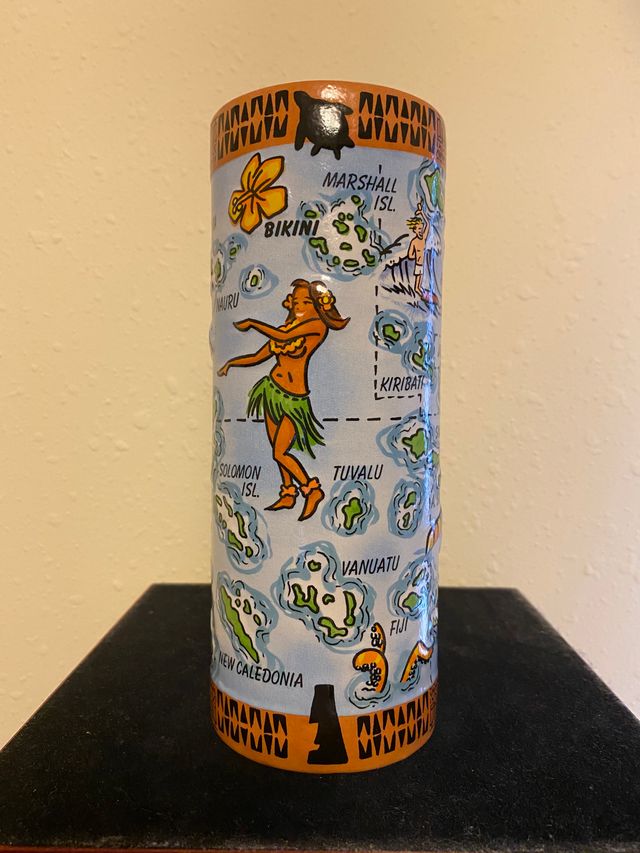 MARSHALL
ISL.
BIKINI
NAURU
KIRIBATI
SOLOMON
ISL.
TUVALU
VANUATU
FIJI
NEW CALEDONIA